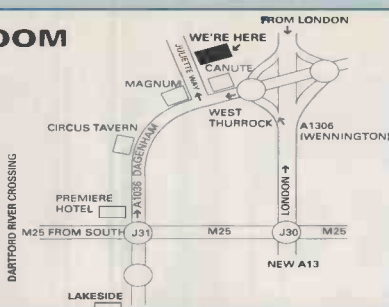 OOM
FROM LONDON
WE'RE HERE
JULIETTE WAY
CANUTE
MAGNUM
WEST
THURROCK
A1306
(WENNINGTON)
CIRCUS TAVERN
A1036 DAGENHAM
LONDON
DARTFORD RIVER CROSSING
PREMIERE
HOTEL
M25 FROM SOUTH
J31
M25
J30
M25
NEW A13
LAKESIDE